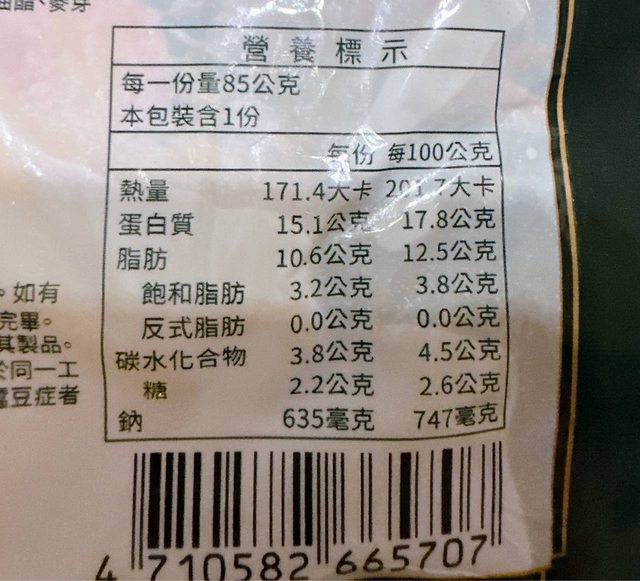 油脂、麥芽
營養標示
每一份量85公克
本包裝含1份
每份 每100公克
熱量 171.4大卡 201.7大卡
蛋白質 15.1公克 17.8公克
脂肪 10.6公克 12.5公克
飽和脂肪 3.2公克 3.8公克
反式脂肪 0.0公克 0.0公克
碳水化合物 3.8公克 4.5公克
糖 2.2公克 2.6公克
鈉 635毫克 747毫克
。如有
完畢。
其製品。
於同一工
蠶豆症者
4 710582 665707